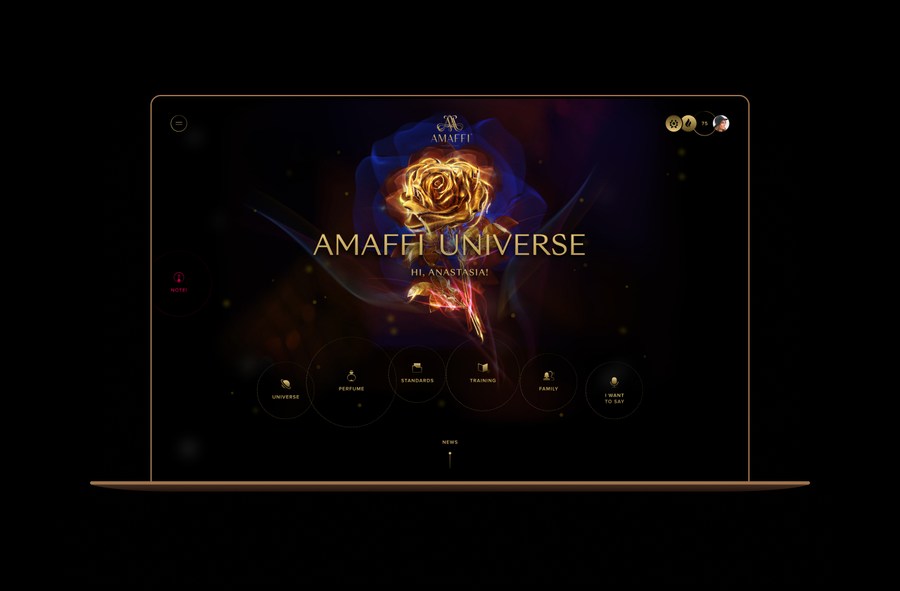 AMAFFI
75
AMAFFI UNIVERSE
HI, ANASTASIA!
NOTE!
UNIVERSE
PERFUME
STANDARDS
TRAINING
FAMILY
I WANT
TO SAY
NEWS